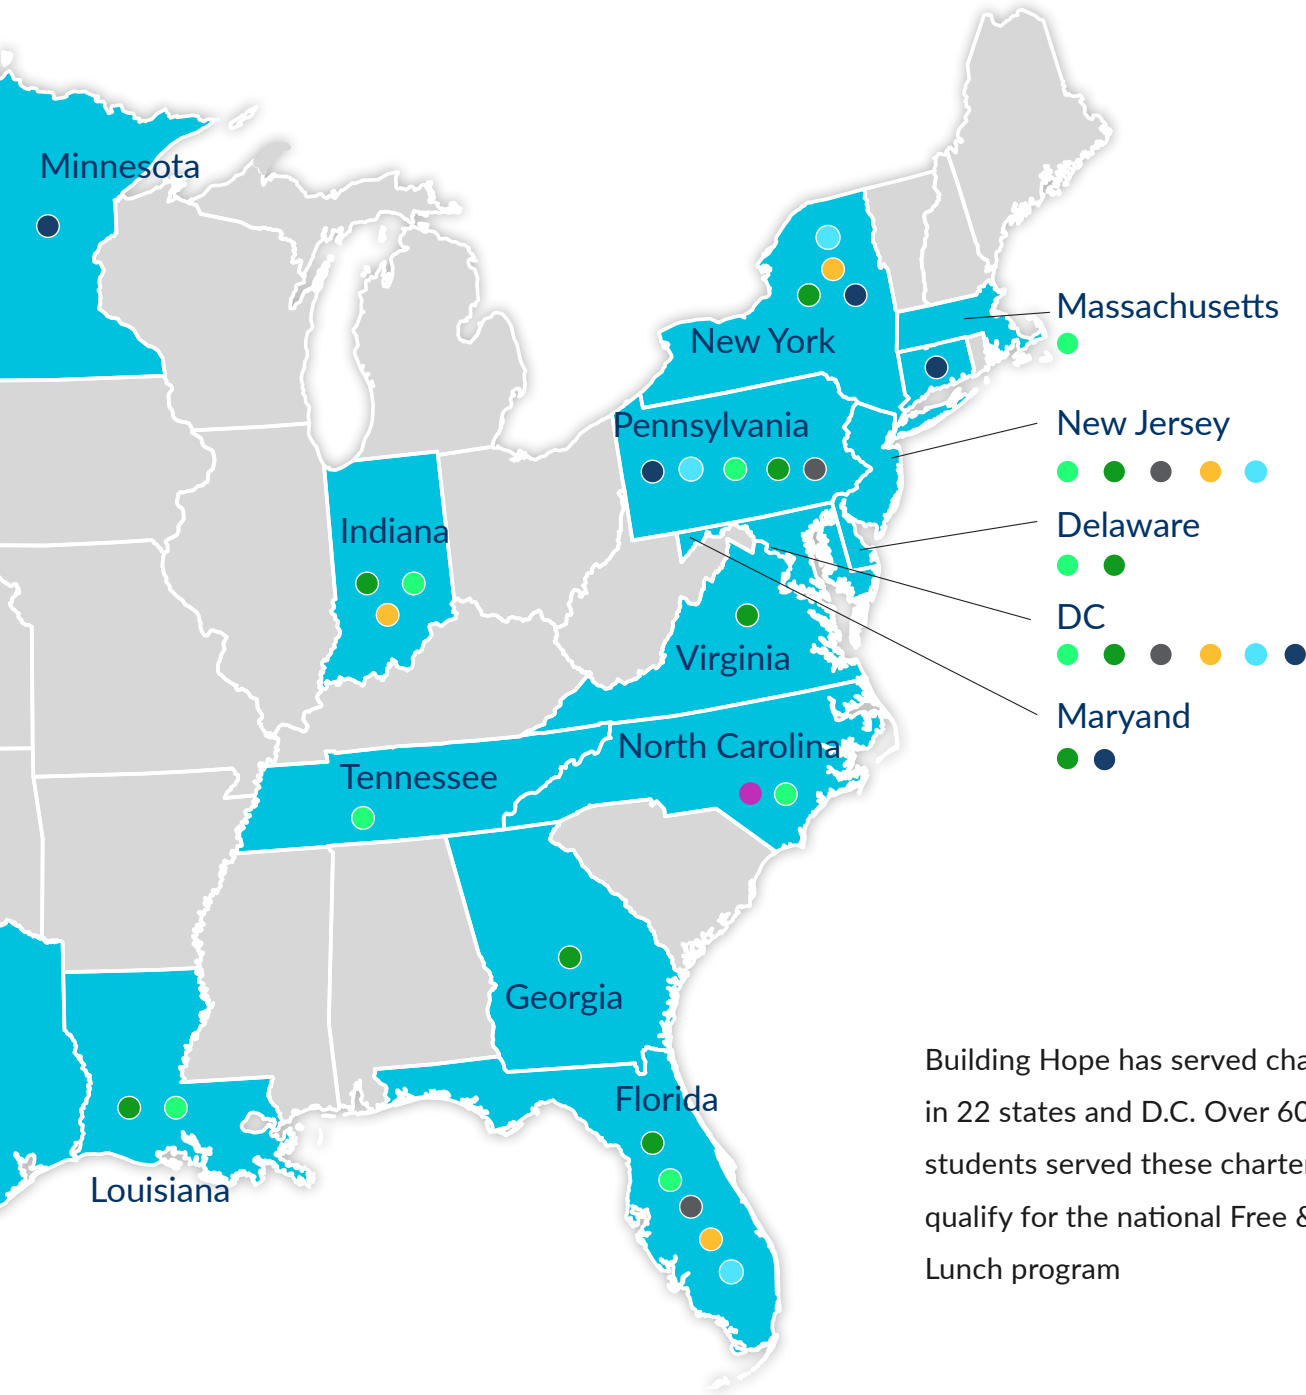 Minnesota
Massachusetts
New York
New Jersey
Pennsylvania
Delaware
Indiana
DC
Virginia
Maryand
North Carolina
Tennessee
Georgia
Florida
Louisiana
Building Hope has served cha
in 22 states and D.C. Over 60
students served these charter
qualify for the national Free &
Lunch program